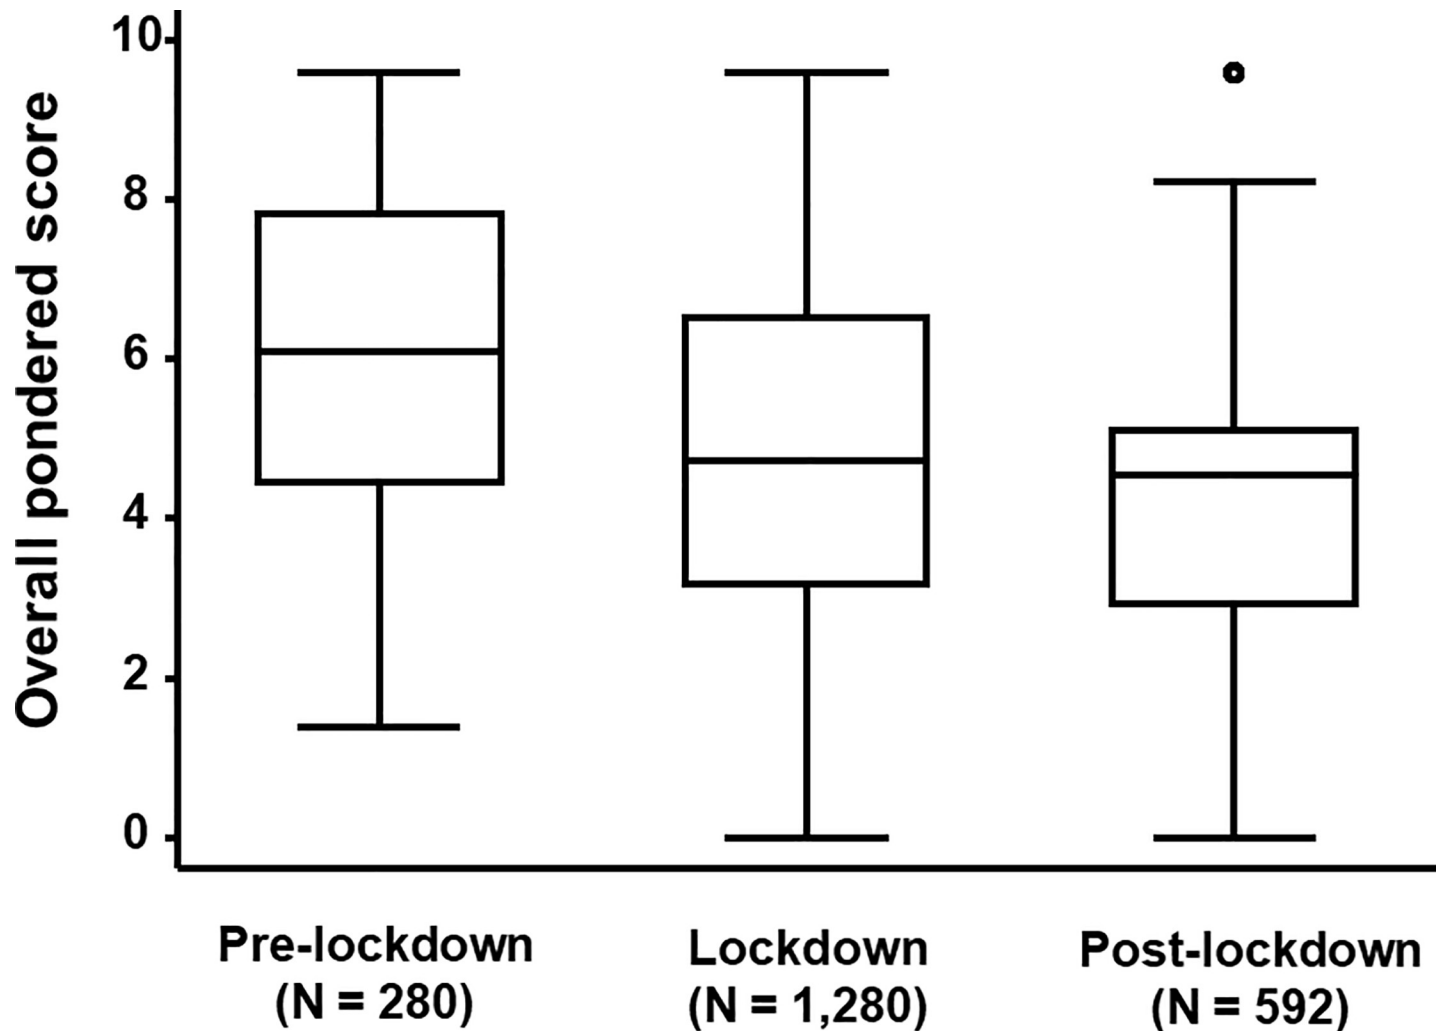 Overall pondered score
10
8
6
4
2
0
Pre-lockdown
(N = 280)
Lockdown
(N = 1,280)
Post-lockdown
(N = 592)